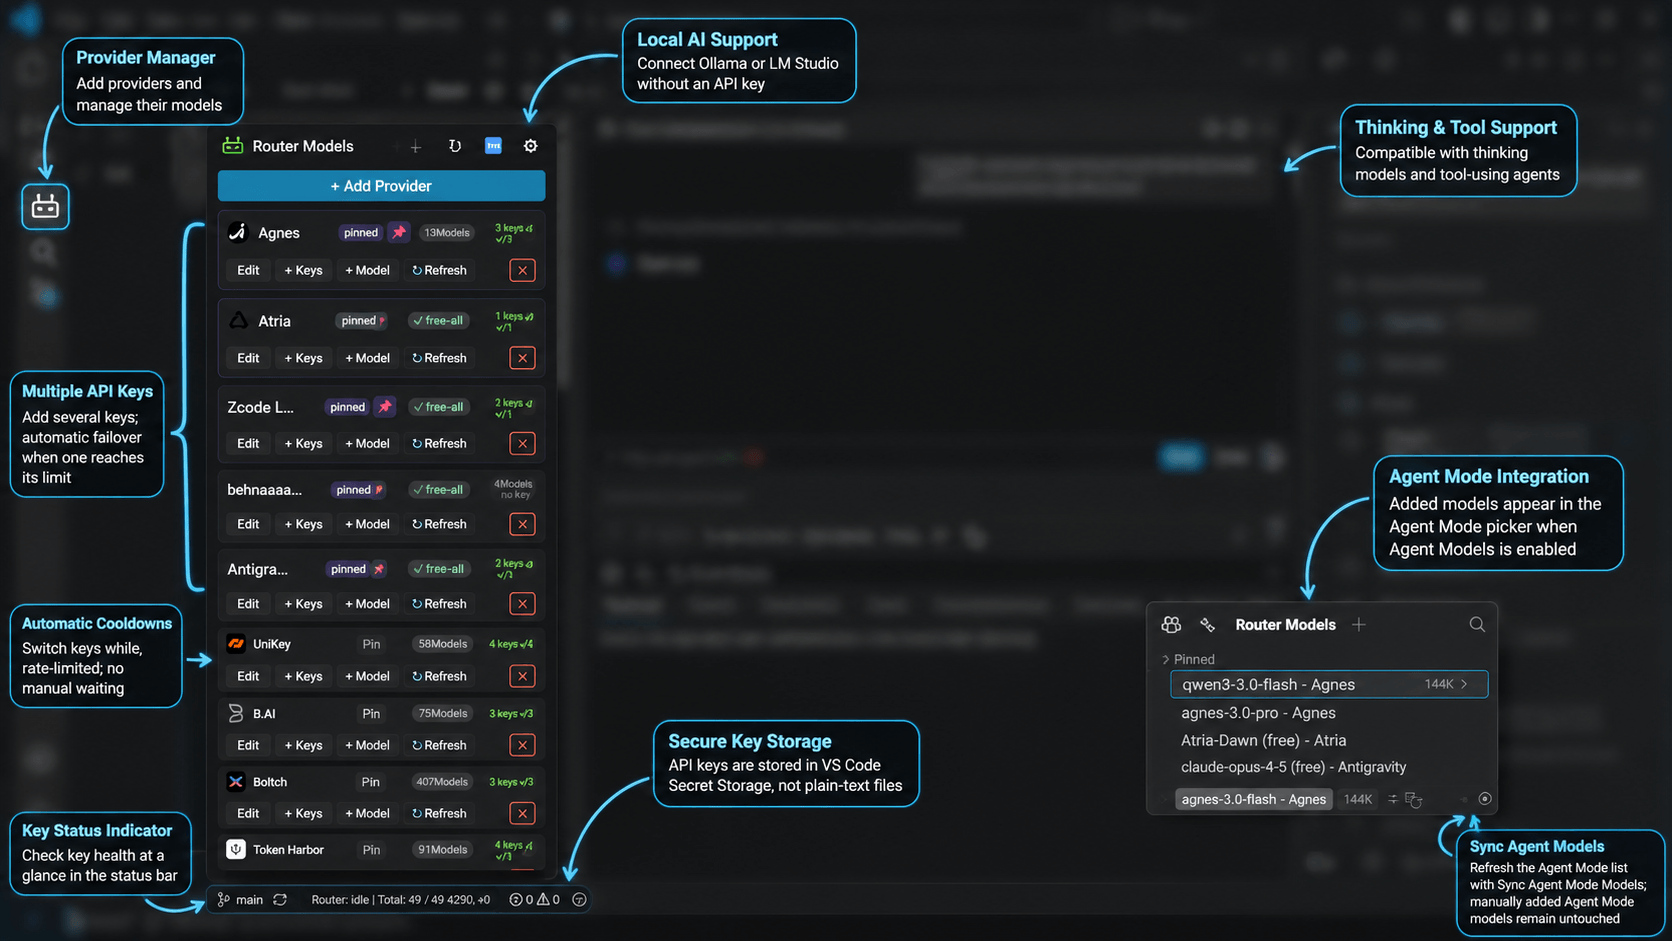 Provider Manager
Add providers and
manage their models
Local AI Support
Connect Ollama or LM Studio
without an API key
Thinking & Tool Support
Compatible with thinking
models and tool-using agents
Router Models
+ Add Provider
Agnes pinned 13Models 3 keys
✓/3
Edit + Keys + Model Refresh
Atria pinned ✓ free-all 1 keys
✓/1
Edit + Keys + Model Refresh
Zcode L... pinned ✓ free-all 2 keys
✓/1
Edit + Keys + Model Refresh
behnaaaa... pinned ✓ free-all 4Models
no key
Edit + Keys + Model Refresh
Antigra... pinned ✓ free-all 2 keys
Edit + Keys + Model Refresh
UniKey Pin 58Models 4 keys ✓/4
Edit + Keys + Model Refresh
B.AI Pin 75Models 3 keys ✓/3
Edit + Keys + Model Refresh
Boltch Pin 407Models 3 keys ✓/3
Edit + Keys + Model Refresh
Token Harbor Pin 91Models 4 keys
✓/3
main Router: idle | Total: 49 / 49 4290, 0 0
Multiple API Keys
Add several keys;
automatic failover
when one reaches
its limit
Automatic Cooldowns
Switch keys while,
rate-limited; no
manual waiting
Key Status Indicator
Check key health at a
glance in the status bar
Secure Key Storage
API keys are stored in VS Code
Secret Storage, not plain-text files
Agent Mode Integration
Added models appear in the
Agent Mode picker when
Agent Models is enabled
Router Models
Pinned
qwen3-3.0-flash - Agnes 144K
agnes-3.0-pro - Agnes
Atria-Dawn (free) - Atria
claude-opus-4-5 (free) - Antigravity
agnes-3.0-flash - Agnes 144K
Sync Agent Models
Refresh the Agent Mode list
with Sync Agent Mode Models;
manually added Agent Mode
models remain untouched